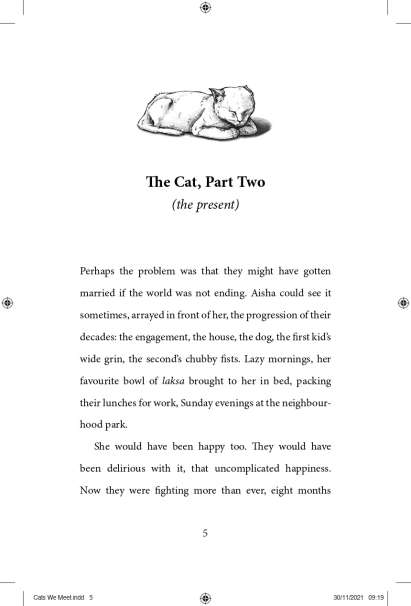 The Cat, Part Two
(the present)
Perhaps the problem was that they might have gotten
married if the world was not ending. Aisha could see it
sometimes, arrayed in front of her, the progression of their
decades: the engagement, the house, the dog, the first kid’s
wide grin, the second’s chubby fists. Lazy mornings, her
favourite bowl of laksa brought to her in bed, packing
their lunches for work, Sunday evenings at the neighbour-
hood park.
She would have been happy too. They would have
been delirious with it, that uncomplicated happiness.
Now they were fighting more than ever, eight months
5
Cats We Meet.indd 5
30/11/2021 09:19